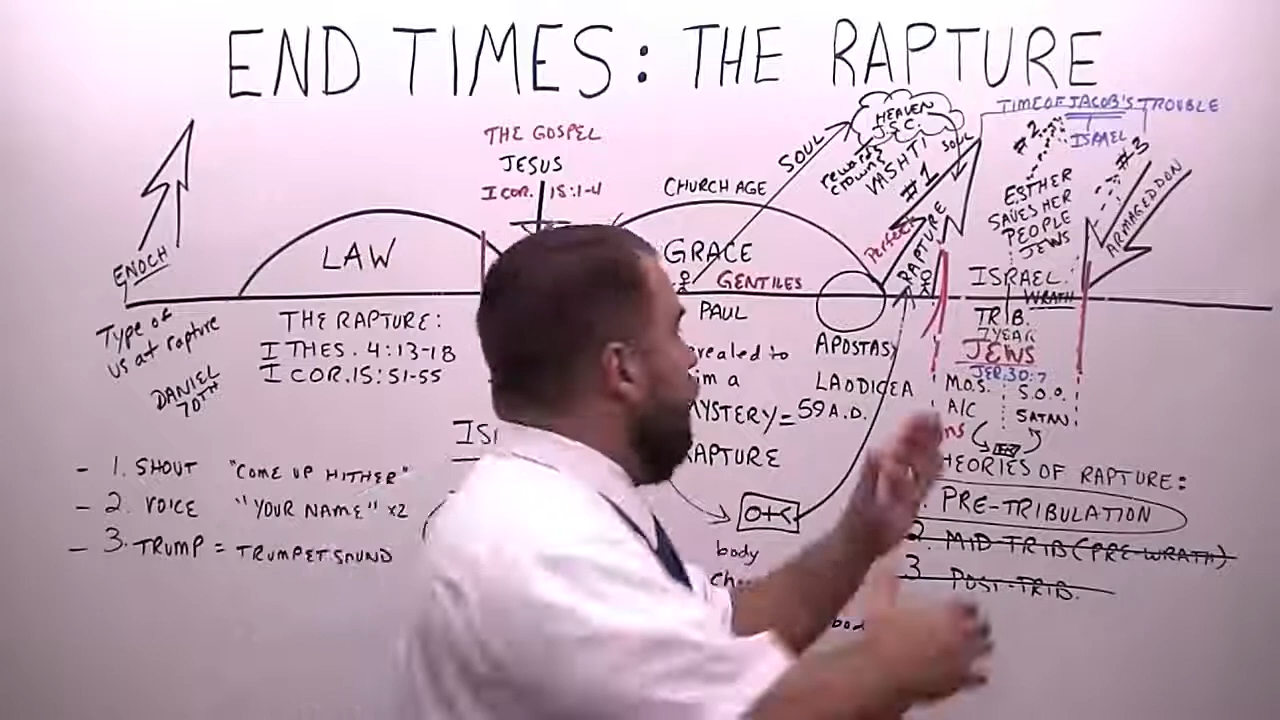 END TIMES: THE RAPTURE
ENOCH
Type of
us at rapture
DANIEL
70TH
LAW
THE RAPTURE:
I THES. 4:13-18
I COR.15:51-55
- 1. SHOUT "COME UP HITHER"
- 2. VOICE "YOUR NAME" x2
- 3. TRUMP = TRUMPET SOUND
THE GOSPEL
JESUS
I COR. 15:1-4
CHURCH AGE
GRACE
GENTILES
PAUL
MYSTERY = 59 A.D.
RAPTURE
body
SOUL
HEAVEN
J.S.C.
rewards
crowns
VASHTI
#1
SOUL
Perfect
RAPTURE
APOSTASY
LAODICEA
TIME OF JACOB'S TROUBLE
ISRAEL
#2
#3
ESTHER
SAVES HER
PEOPLE
JEWS
ARMAGEDDON
ISRAEL
WRATH
TRIB.
7 YEAR
JEWS
JER.30:7
M.O.S.
A/C
S.O.P.
SATAN
THEORIES OF RAPTURE:
PRE-TRIBULATION
2. MID TRIB (PRE-WRATH)
3 POST-TRIB.